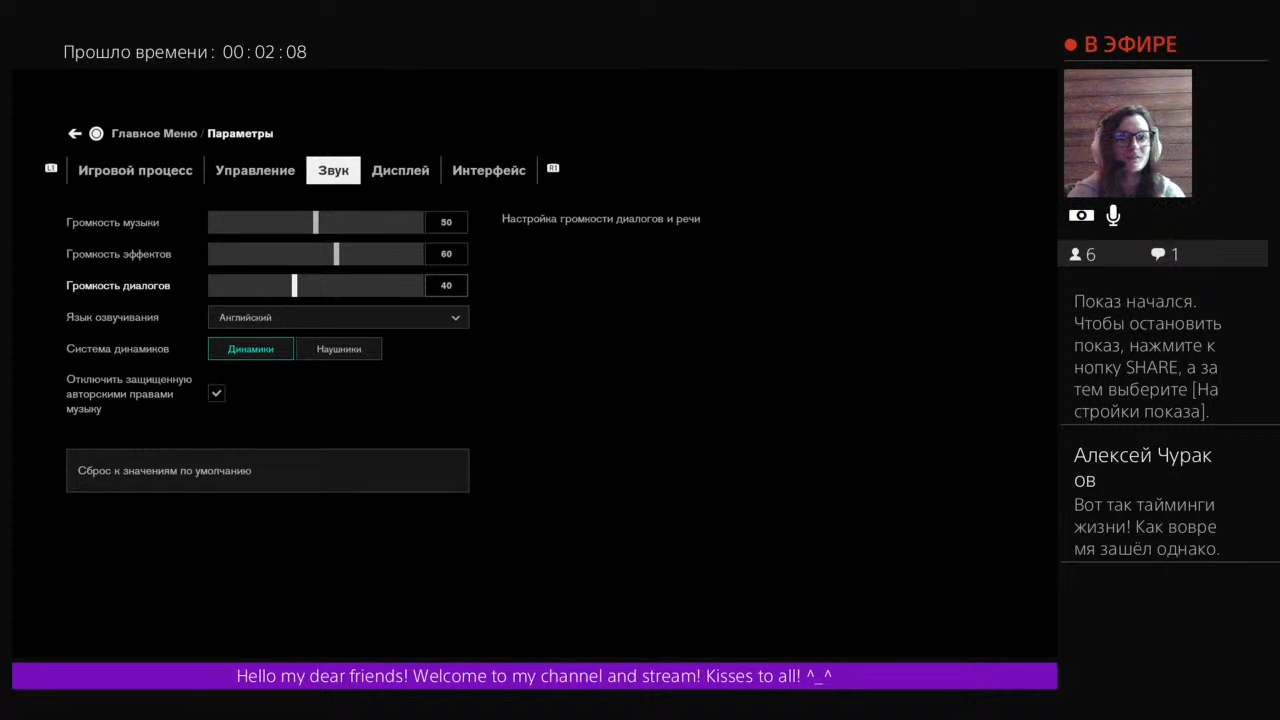 Прошло времени: 00:02:08
В ЭФИРЕ
Главное Меню / Параметры
L1 Игровой процесс Управление Звук Дисплей Интерфейс R1
Громкость музыки 50
Настройка громкости диалогов и речи
Громкость эффектов 60
Громкость диалогов 40
Язык озвучивания Английский
Система динамиков Динамики Наушники
Отключить защищенную
авторскими правами
музыку
Сброс к значениям по умолчанию
6 1
Показ начался.
Чтобы остановить
показ, нажмите к
нопку SHARE, а за
тем выберите [На
стройки показа].
Алексей Чурак
ов
Вот так тайминги
жизни! Как вовре
мя зашёл однако.
Hello my dear friends! Welcome to my channel and stream! Kisses to all! ^_^